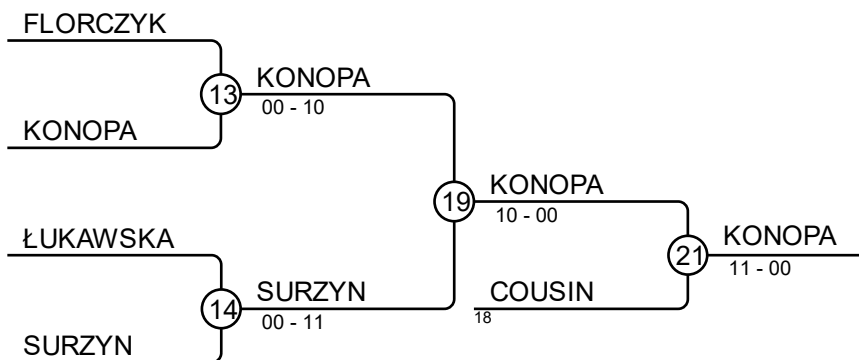 FLORCZYK
13
KONOPA
00 - 10
KONOPA
19
KONOPA
10 - 00
ŁUKAWSKA
21
KONOPA
11 - 00
14
SURZYN
00 - 11
COUSIN
18
SURZYN